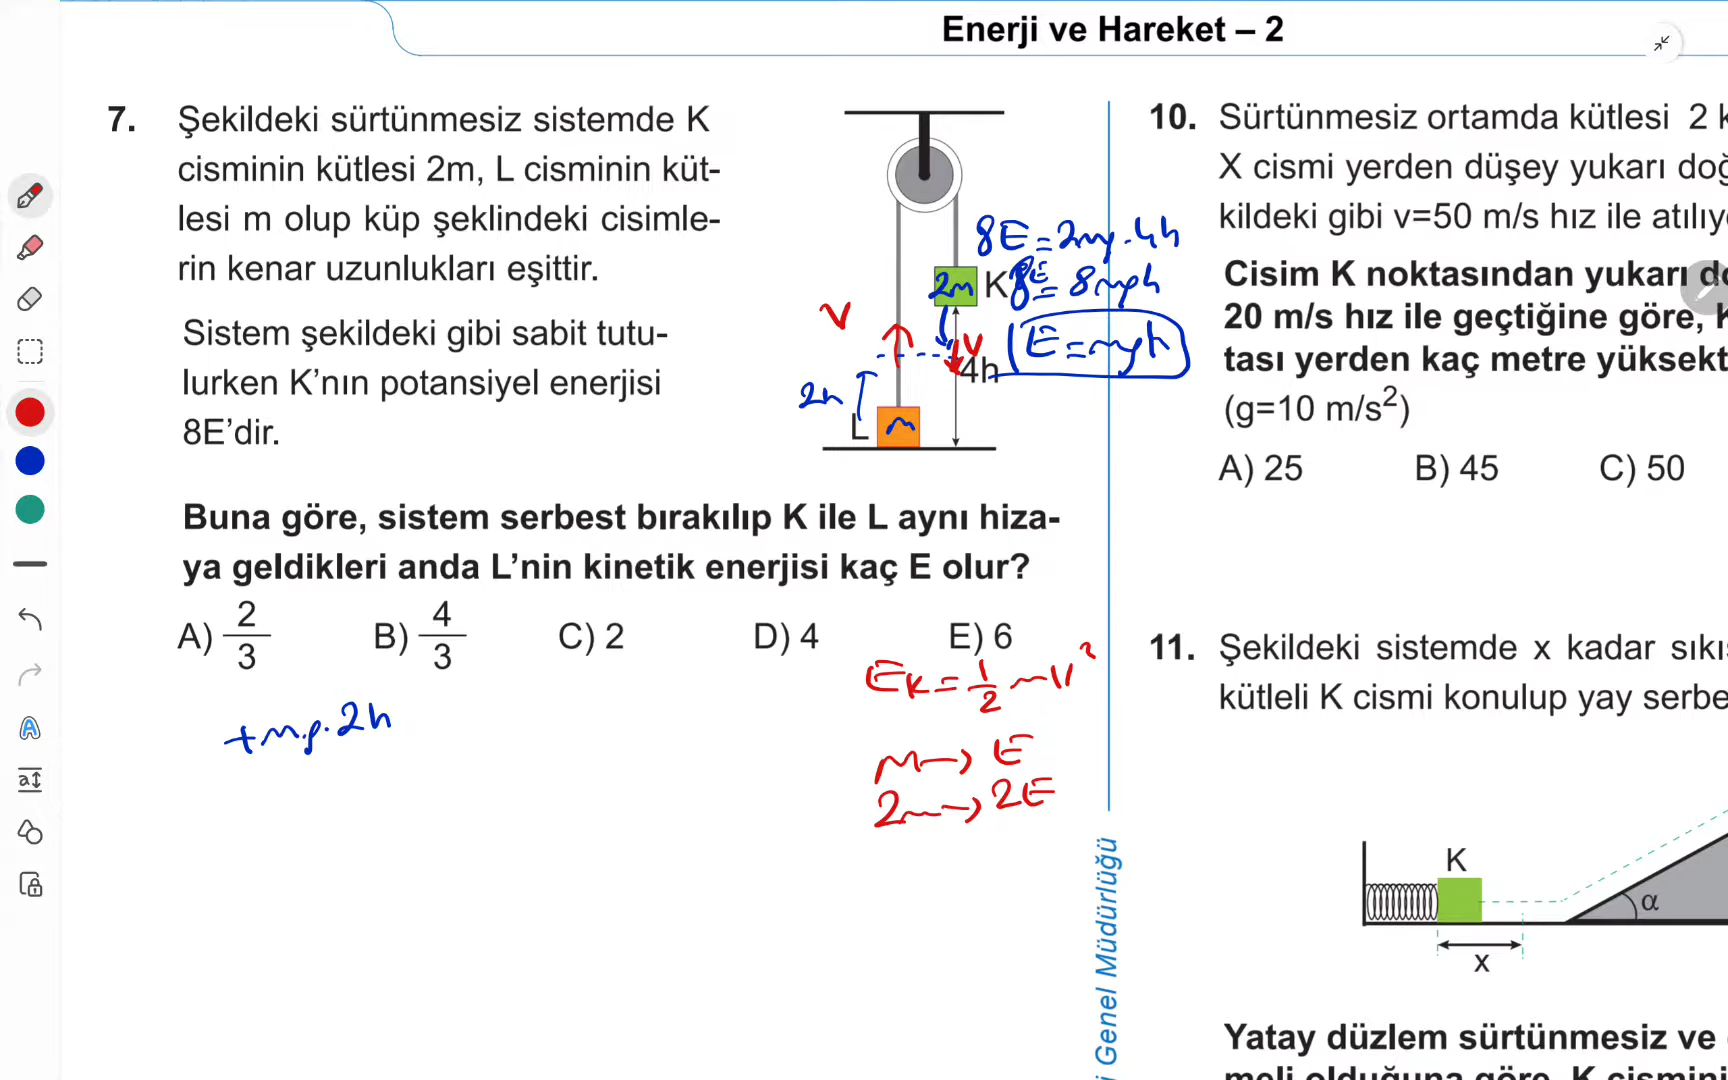 Enerji ve Hareket – 2
7. Şekildeki sürtünmesiz sistemde K
cisminin kütlesi 2m, L cisminin küt-
lesi m olup küp şeklindeki cisimle-
rin kenar uzunlukları eşittir.
Sistem şekildeki gibi sabit tutu-
lurken K’nın potansiyel enerjisi
8E’dir.
8E = 2mg.4h
2m K 8E = 8mgh
E = mgh
V
V
4h
2h
L m
Buna göre, sistem serbest bırakılıp K ile L aynı hiza-
ya geldikleri anda L’nin kinetik enerjisi kaç E olur?
A) 2/3 B) 4/3 C) 2 D) 4 E) 6
+mg.2h
EK = 1/2 mV²
m → E
2m → 2E
Genel Müdürlüğü
10. Sürtünmesiz ortamda kütlesi 2
X cismi yerden düşey yukarı
kildeki gibi v=50 m/s hız ile
Cisim K noktasından yukarı
20 m/s hız ile geçtiğine göre,
tası yerden kaç metre
(g=10 m/s²)
A) 25 B) 45 C) 50
11. Şekildeki sistemde x kadar
kütleli K cismi konulup yay
K
α
x
Yatay düzlem sürtünmesiz ve